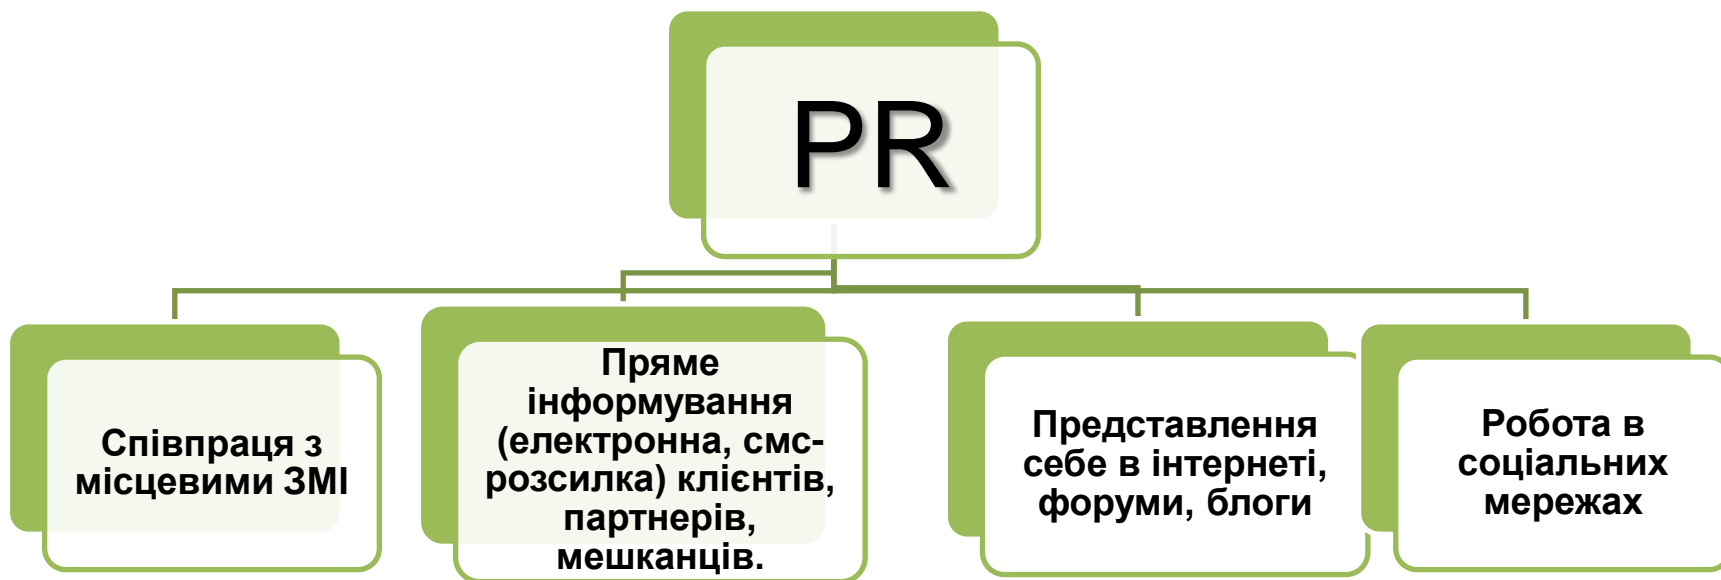 PR
Співпраця з
місцевими ЗМІ
Пряме
інформування
(електронна, смс-
розсилка) клієнтів,
партнерів,
мешканців.
Представлення
себе в інтернеті,
форуми, блоги
Робота в
соціальних
мережах